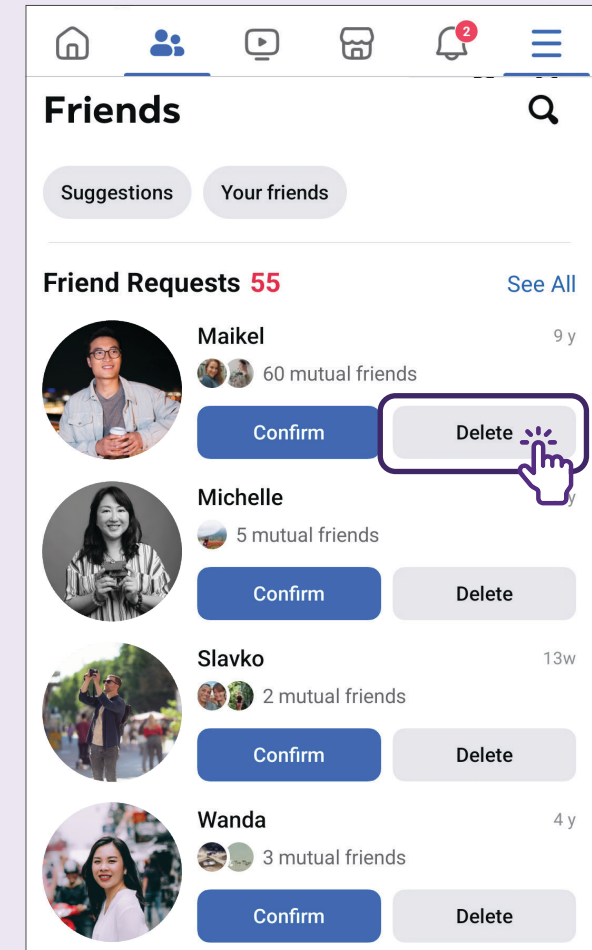 2
Friends
Suggestions Your friends
Friend Requests 55 See All
Maikel 9 y
60 mutual friends
Confirm Delete
Michelle y
5 mutual friends
Confirm Delete
Slavko 13w
2 mutual friends
Confirm Delete
Wanda 4 y
3 mutual friends
Confirm Delete